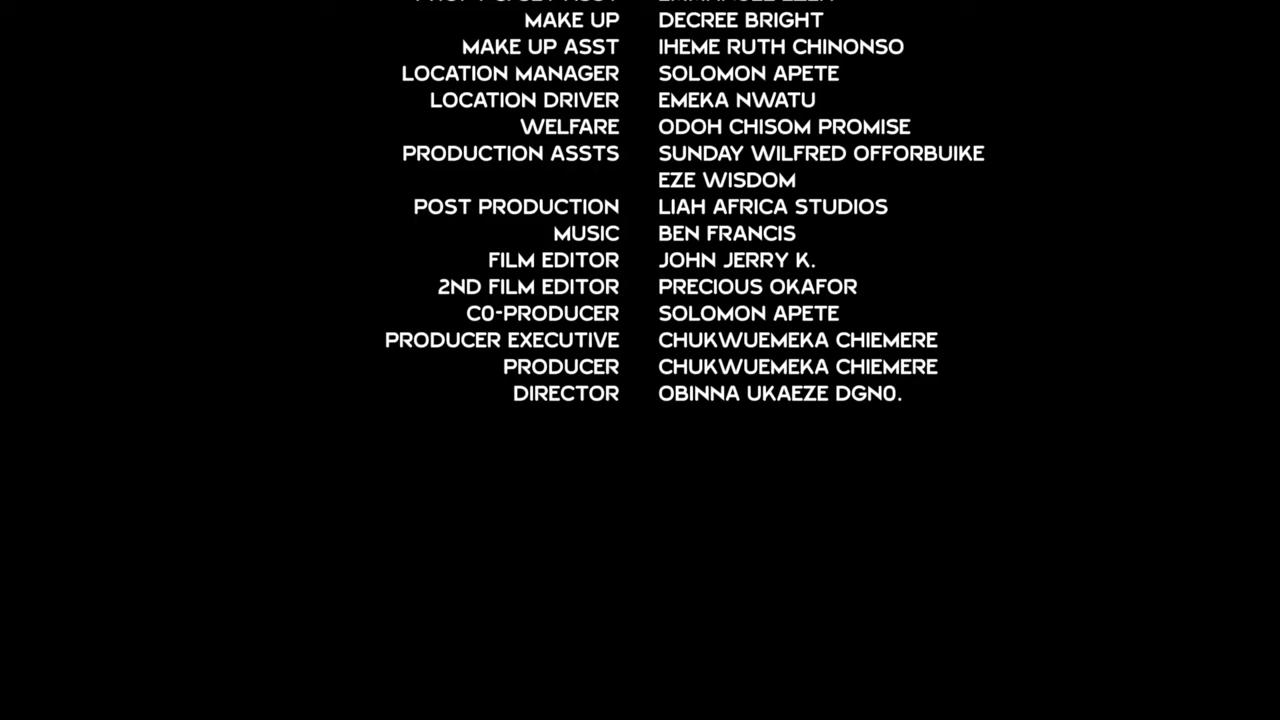 MAKE UP DECREE BRIGHT
MAKE UP ASST IHEME RUTH CHINONSO
LOCATION MANAGER SOLOMON APETE
LOCATION DRIVER EMEKA NWATU
WELFARE ODOH CHISOM PROMISE
PRODUCTION ASSTS SUNDAY WILFRED OFFORBUIKE
EZE WISDOM
POST PRODUCTION LIAH AFRICA STUDIOS
MUSIC BEN FRANCIS
FILM EDITOR JOHN JERRY K.
2ND FILM EDITOR PRECIOUS OKAFOR
C0-PRODUCER SOLOMON APETE
PRODUCER EXECUTIVE CHUKWUEMEKA CHIEMERE
PRODUCER CHUKWUEMEKA CHIEMERE
DIRECTOR OBINNA UKAEZE DGN0.